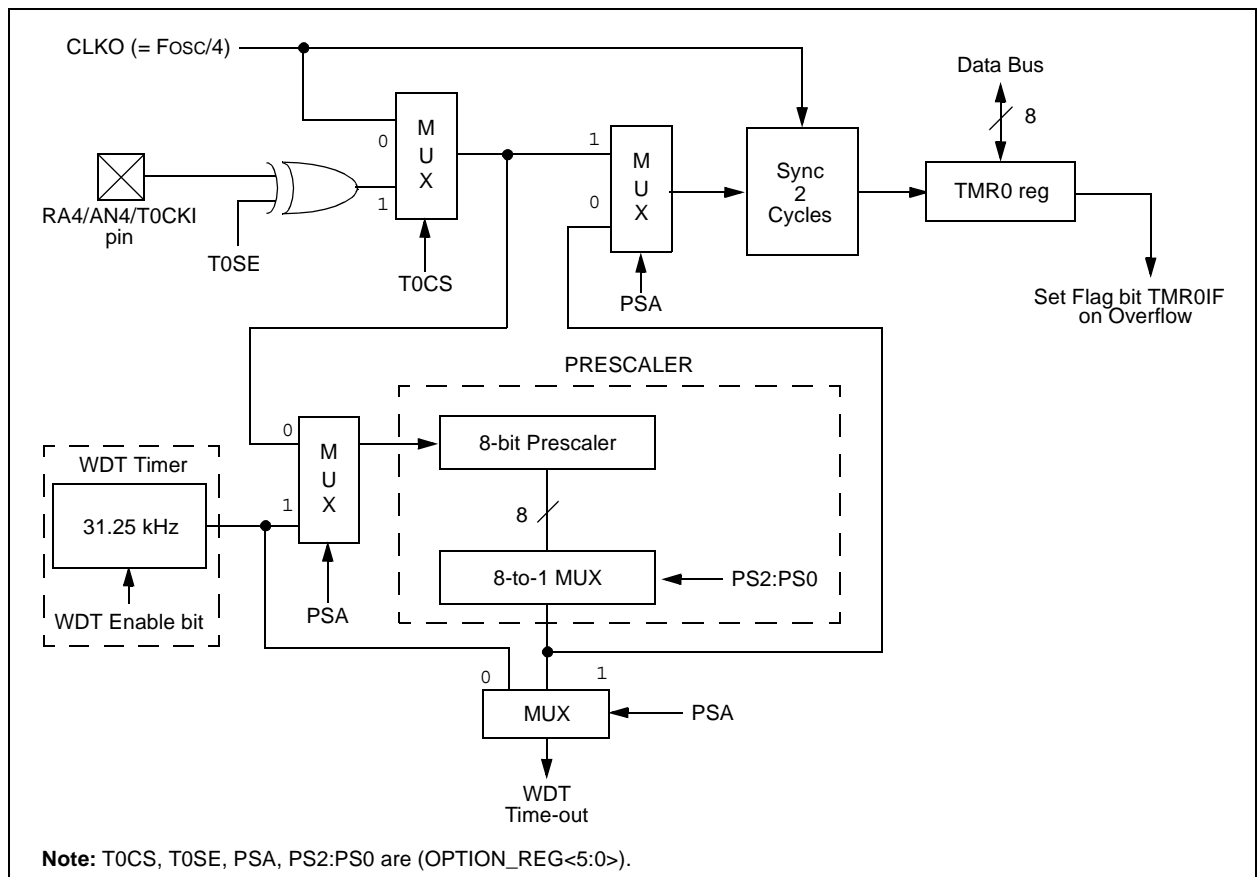 CLKO (= FOSC/4)
Data Bus
8
M
U
X
0
1
M
U
X
1
0
Sync
2
Cycles
TMR0 reg
RA4/AN4/T0CKI
pin
T0SE
T0CS
PSA
Set Flag bit TMR0IF
on Overflow
PRESCALER
0
M
U
X
1
8-bit Prescaler
WDT Timer
31.25 kHz
8
8-to-1 MUX
PS2:PS0
WDT Enable bit
PSA
0
1
MUX
PSA
WDT
Time-out
Note: T0CS, T0SE, PSA, PS2:PS0 are (OPTION_REG<5:0>).